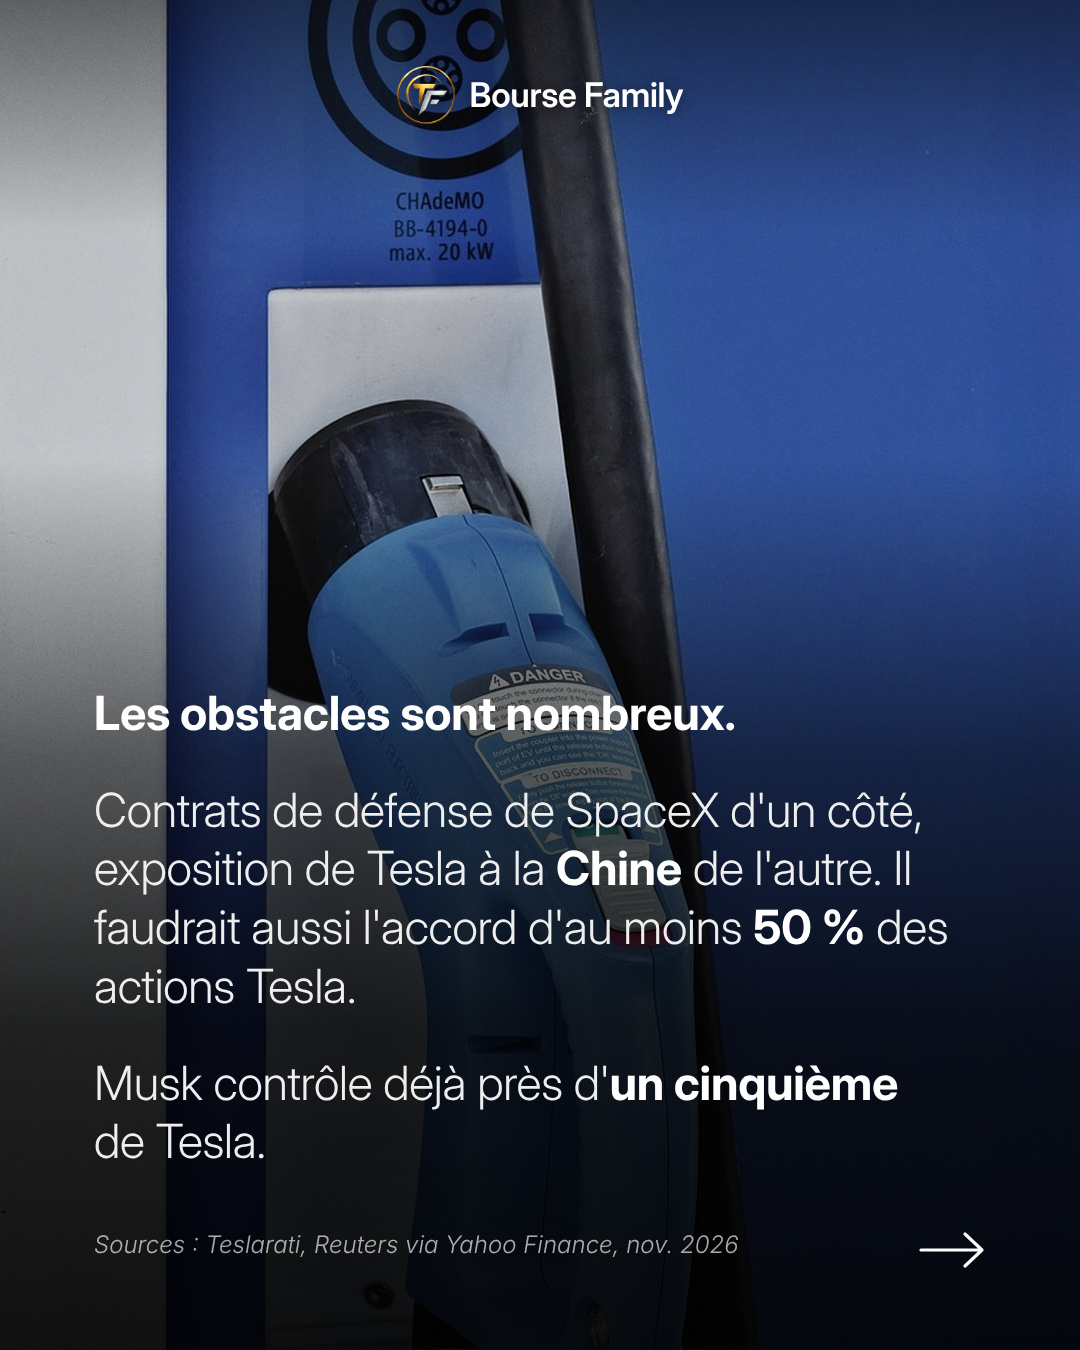 Bourse Family
CHAdeMO
BB-4194-0
max. 20 kW
DANGER
TO DISCONNECT
Les obstacles sont nombreux.
Contrats de défense de SpaceX d'un côté,
exposition de Tesla à la Chine de l'autre. Il
faudrait aussi l'accord d'au moins 50 % des
actions Tesla.
Musk contrôle déjà près d'un cinquième
de Tesla.
Sources : Teslarati, Reuters via Yahoo Finance, nov. 2026